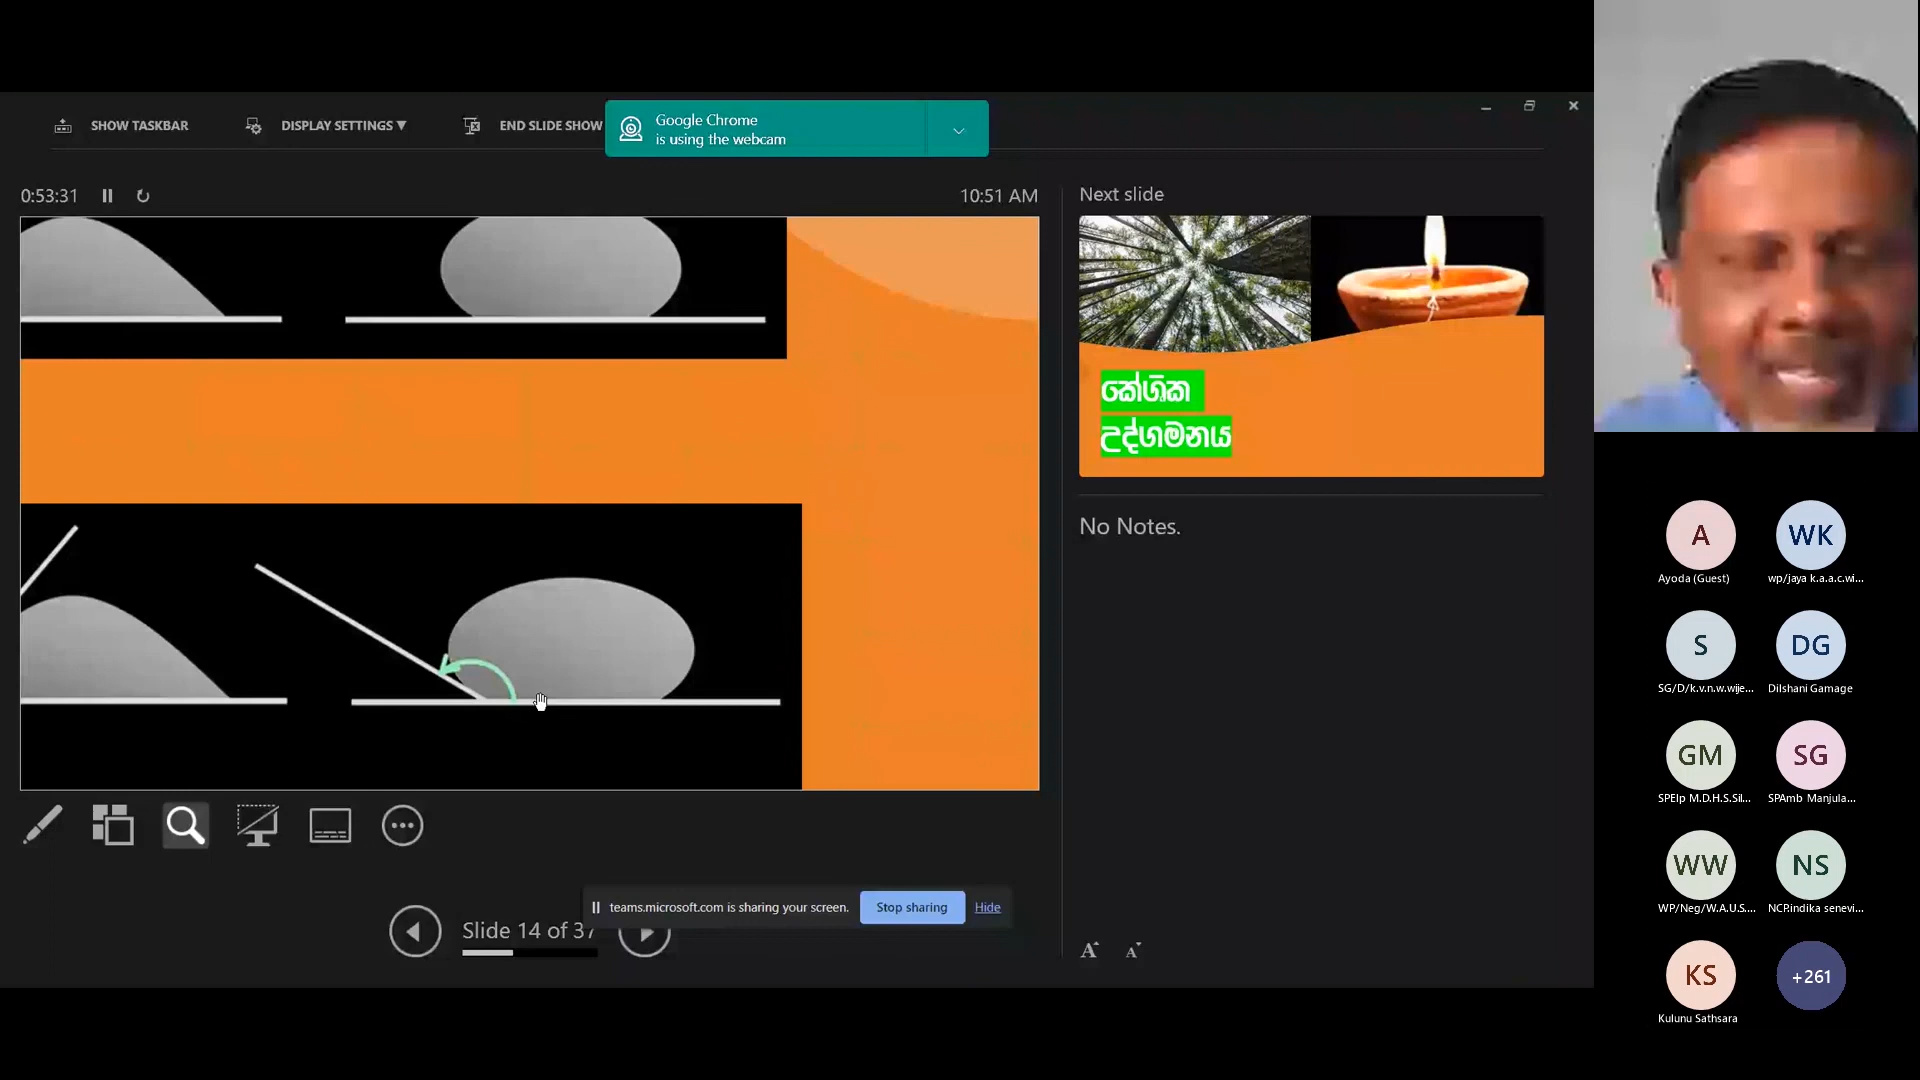 SHOW TASKBAR
DISPLAY SETTINGS ▼
END SLIDE SHOW
Google Chrome
is using the webcam
0:53:31
10:51 AM
Next slide
කේශික
උද්ගමනය
No Notes.
teams.microsoft.com is sharing your screen.
Stop sharing
Hide
Slide 14 of 37
A
A
A
WK
Ayoda (Guest)
wp/jaya k.a.a.c.wi...
S
DG
SG/D/k.v.n.w.wije...
Dilshani Gamage
GM
SG
SPElp M.D.H.S.Sil...
SPAmb Manjula...
WW
NS
WP/Neg/W.A.U.S....
NCP.indika senevi...
KS
+261
Kulunu Sathsara